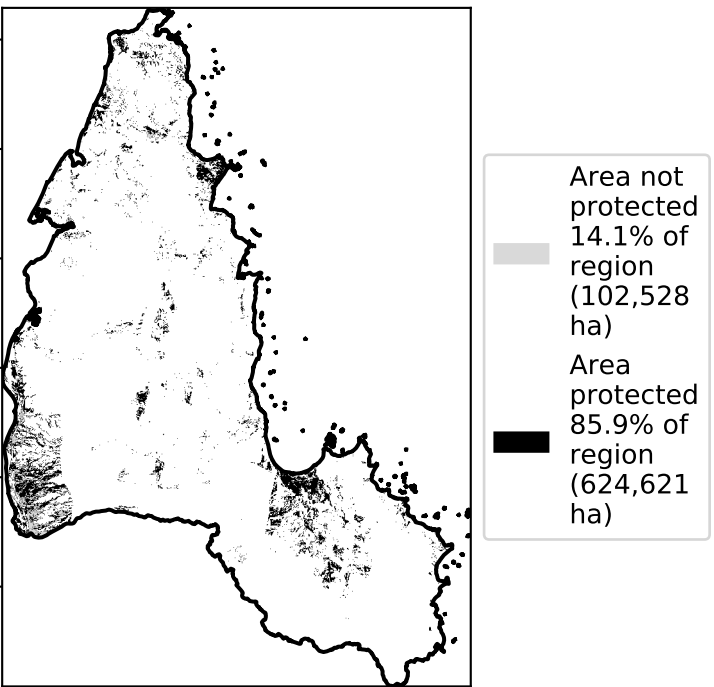 Area not
protected
14.1% of
region
(102,528
ha)
Area
protected
85.9% of
region
(624,621
ha)